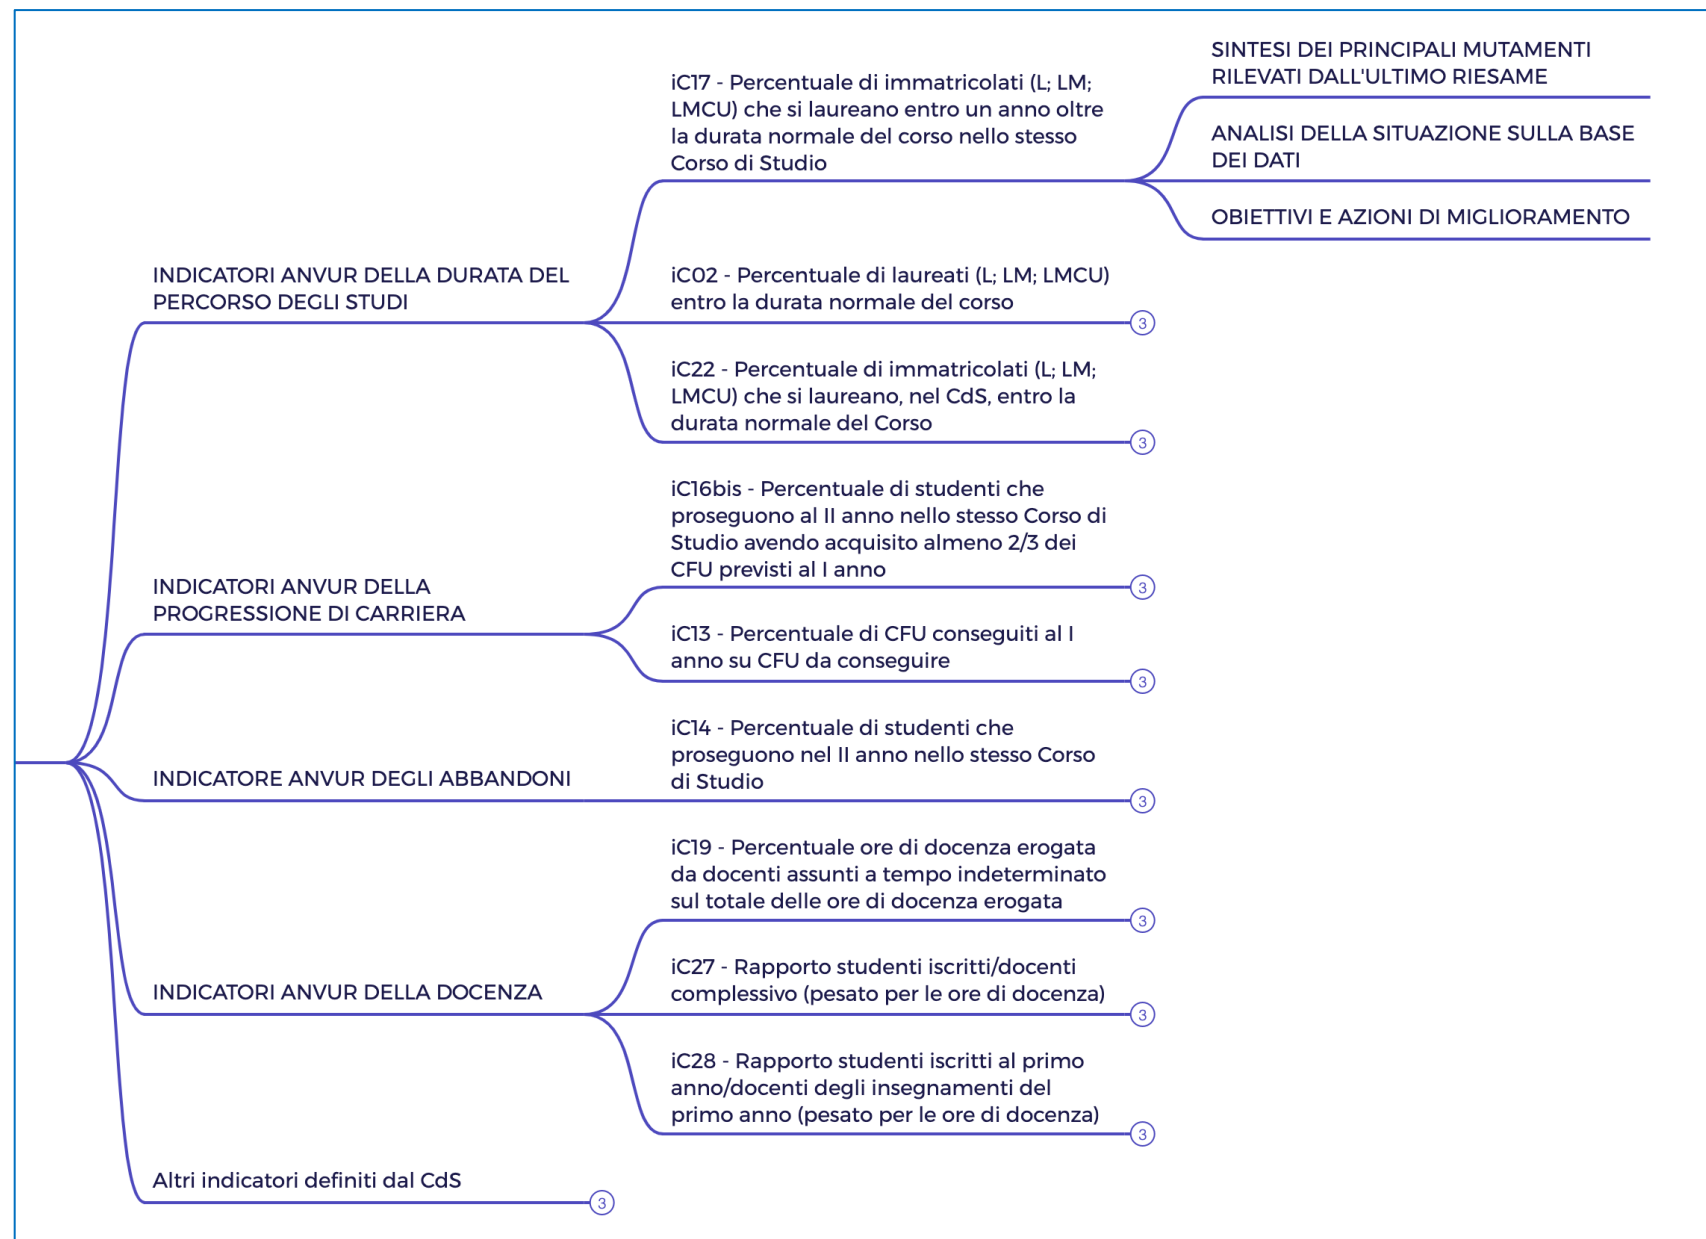 SINTESI DEI PRINCIPALI MUTAMENTI
RILEVATI DALL'ULTIMO RIESAME
iC17 - Percentuale di immatricolati (L; LM;
LMCU) che si laureano entro un anno oltre
la durata normale del corso nello stesso
Corso di Studio
ANALISI DELLA SITUAZIONE SULLA BASE
DEI DATI
OBIETTIVI E AZIONI DI MIGLIORAMENTO
INDICATORI ANVUR DELLA DURATA DEL
PERCORSO DEGLI STUDI
iC02 - Percentuale di laureati (L; LM; LMCU)
entro la durata normale del corso
3
iC22 - Percentuale di immatricolati (L; LM;
LMCU) che si laureano, nel CdS, entro la
durata normale del Corso
3
iC16bis - Percentuale di studenti che
proseguono al II anno nello stesso Corso di
Studio avendo acquisito almeno 2/3 dei
CFU previsti al I anno
3
INDICATORI ANVUR DELLA
PROGRESSIONE DI CARRIERA
iC13 - Percentuale di CFU conseguiti al I
anno su CFU da conseguire
3
iC14 - Percentuale di studenti che
proseguono nel II anno nello stesso Corso
di Studio
3
INDICATORE ANVUR DEGLI ABBANDONI
iC19 - Percentuale ore di docenza erogata
da docenti assunti a tempo indeterminato
sul totale delle ore di docenza erogata
3
INDICATORI ANVUR DELLA DOCENZA
iC27 - Rapporto studenti iscritti/docenti
complessivo (pesato per le ore di docenza)
3
iC28 - Rapporto studenti iscritti al primo
anno/docenti degli insegnamenti del
primo anno (pesato per le ore di docenza)
3
Altri indicatori definiti dal CdS
3